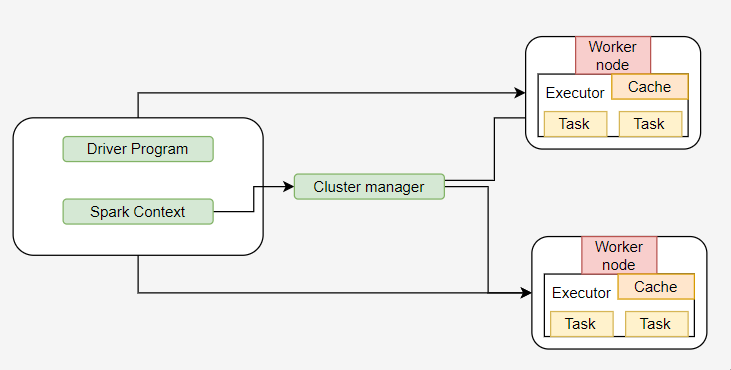 Worker
node
Executor
Cache
Task
Task
Driver Program
Spark Context
Cluster manager
Worker
node
Executor
Cache
Task
Task